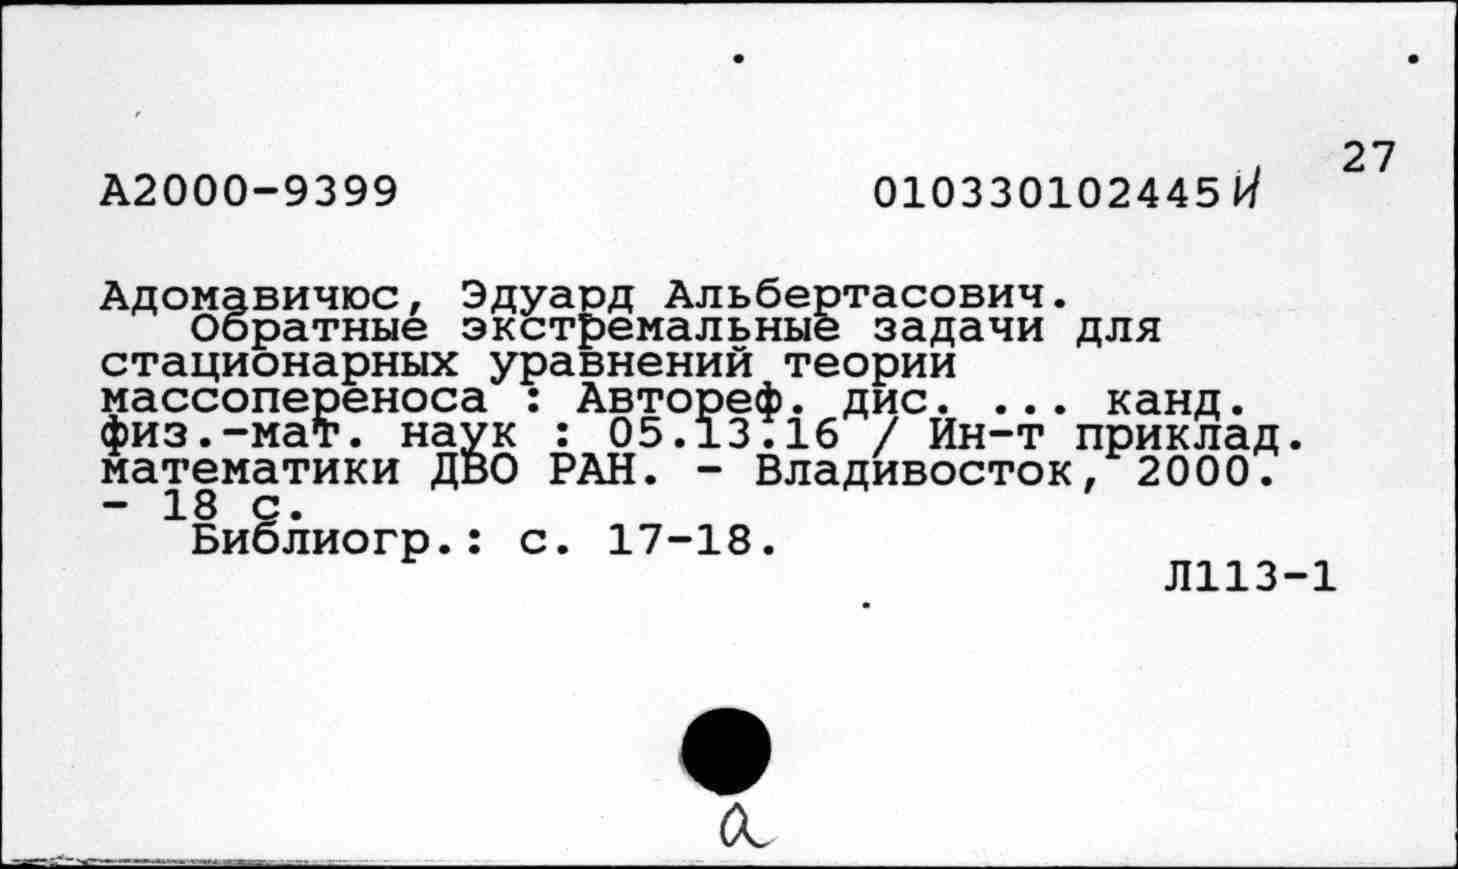 27
А2000-9399 010330102445И
Адомавичюс, Эдуард Альбертасович.
Обратные экстремальные задачи для
стационарных уравнений теории
массопереноса : Автореф. дис. ... канд.
физ.-мат. наук : 05.13.16 / Ин-т приклад.
математики ДВО РАН. - Владивосток, 2000.
- 18 с.
Библиогр.: с. 17-18.
Л113-1
а